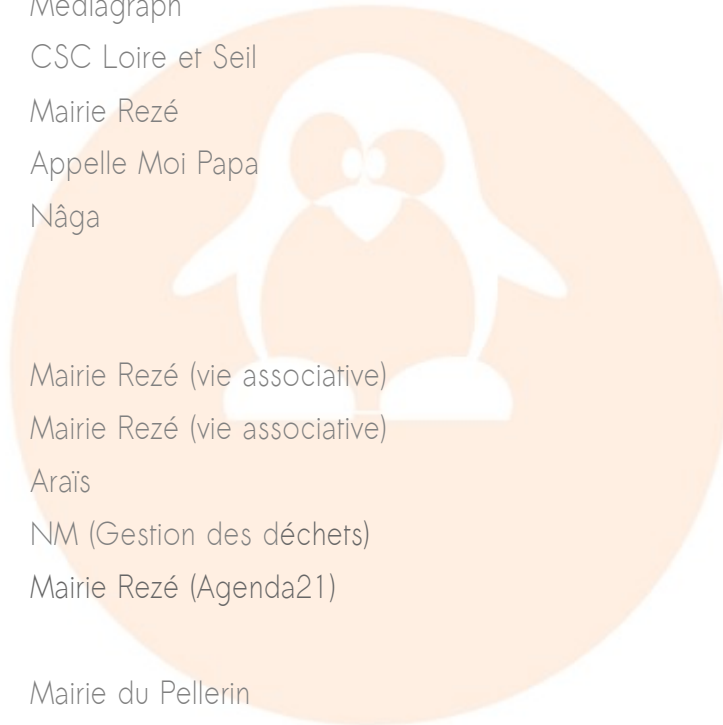 Médiagraph
CSC Loire et Seil
Mairie Rezé
Appelle Moi Papa
Nâga
Mairie Rezé (vie associative)
Mairie Rezé (vie associative)
Araïs
NM (Gestion des déchets)
Mairie Rezé (Agenda21)
Mairie du Pellerin